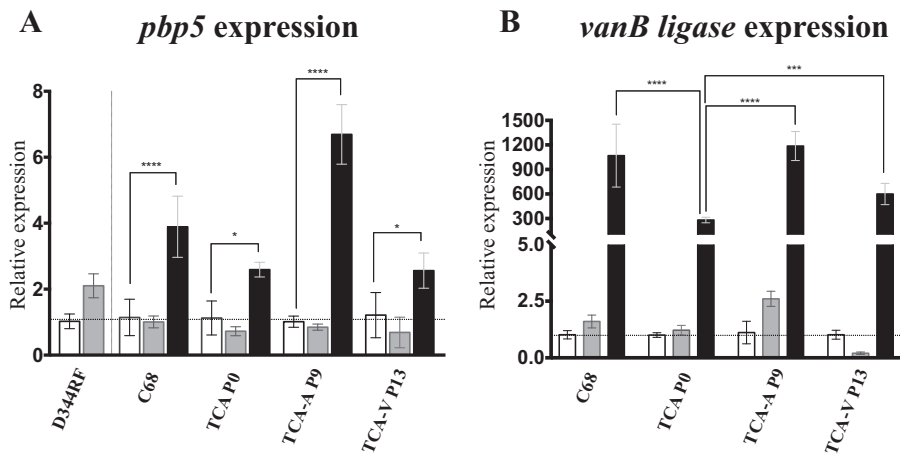 A
pbp5 expression
Relative expression
8
6
4
2
0
****
*
****
*
D344RF
C68
TCA P0
TCA-A P9
TCA-V P13
B
vanB ligase expression
Relative expression
1500
1200
900
600
300
5.0
2.5
0.0
****
***
****
C68
TCA P0
TCA-A P9
TCA-V P13